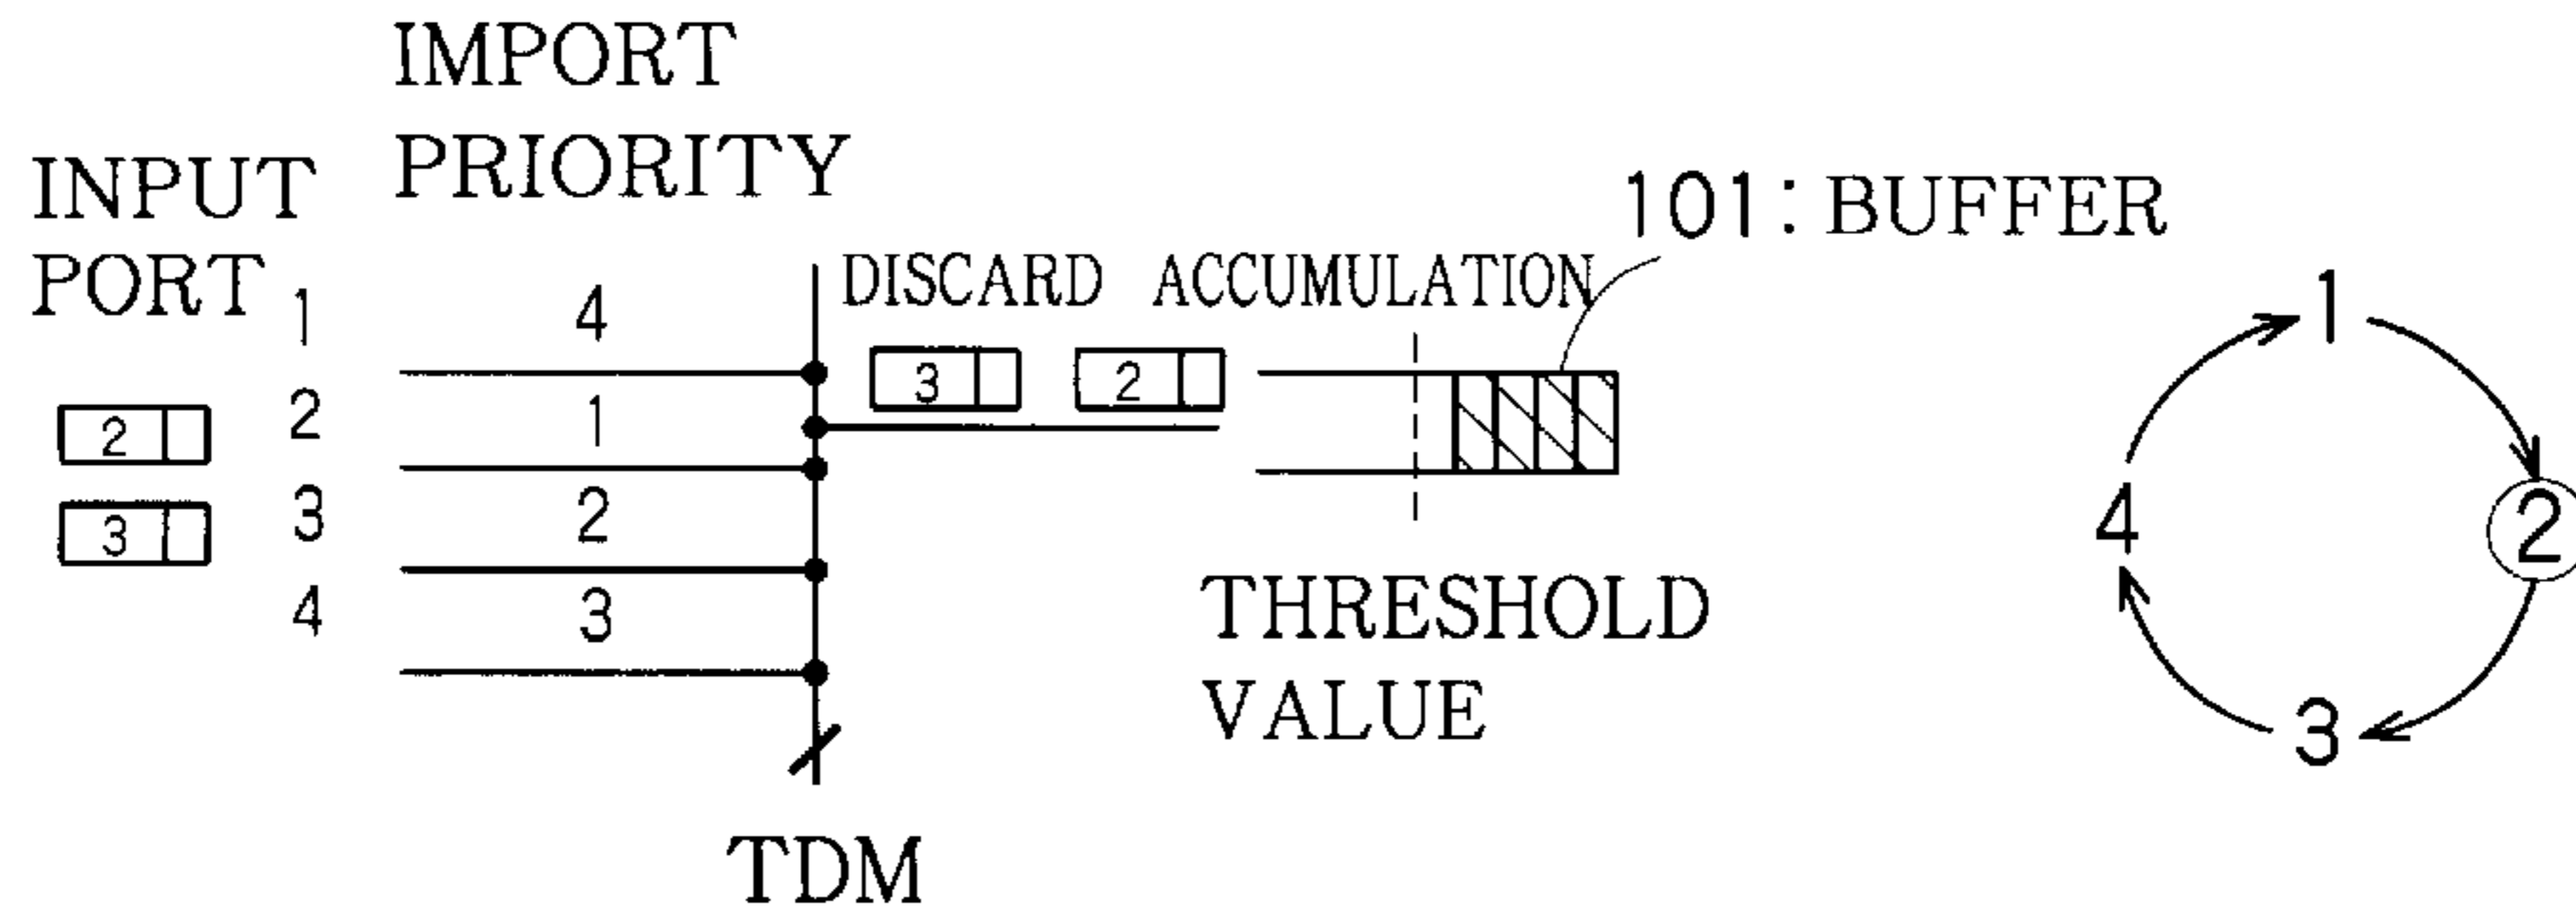 IMPORT
PRIORITY
INPUT
PORT
101: BUFFER
DISCARD ACCUMULATION
1 4
3 2
2 2 1
3 3 2
4 3
THRESHOLD
VALUE
TDM
1
4 2
3